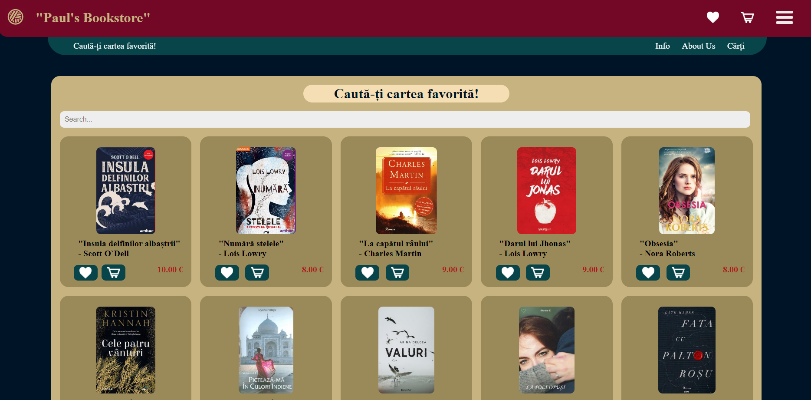 "Paul's Bookstore"
Caută-ți cartea favorită!
Info About Us Cărți
Caută-ți cartea favorită!
Search...
SCOTT O'DELL
INSULA
DELFINILOR
ALBAȘTRI
LOIS LOWRY
NUMĂRĂ
STELELE
CHARLES
MARTIN
La capătul râului
LOIS LOWRY
DARUL
LUI
JONAS
OBSESIA
NORA
ROBERTS
"Insula delfinilor albaștrii"
- Scott O'Dell
10.00 €
"Numără stelele"
- Lois Lowry
8.00 €
"La capătul râului"
- Charles Martin
9.00 €
"Darul lui Jhonas"
- Lois Lowry
9.00 €
"Obsesia"
- Nora Roberts
8.00 €
KRISTIN
HANNAH
Cele patru
vânturi
PICTEAZĂ-MĂ
ÎN CULORI INDIENE
VALURI
FATA
CU
PALTON
ROȘU